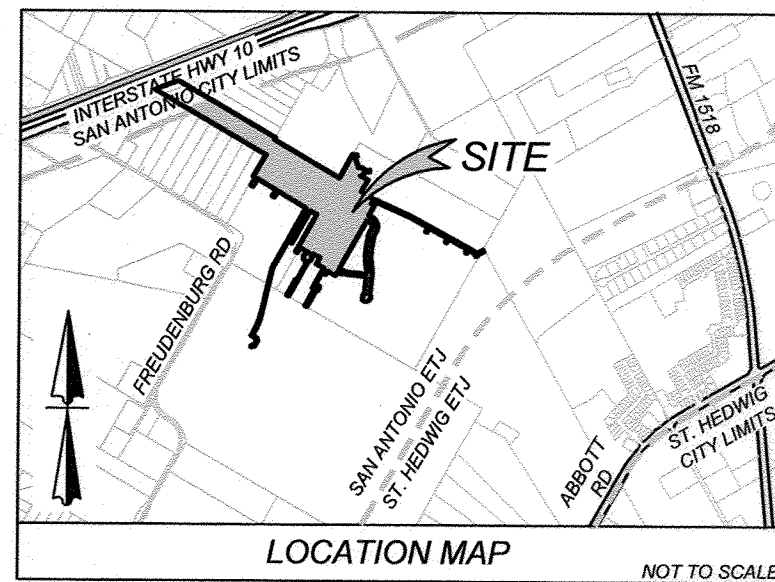 INTERSTATE HWY 10
SAN ANTONIO CITY LIMITS
FM 1518
SITE
FREUDENBURG RD
SAN ANTONIO ETJ
ST. HEDWIG ETJ
ABBOTT
RD
ST. HEDWIG
CITY LIMITS
LOCATION MAP
NOT TO SCALE